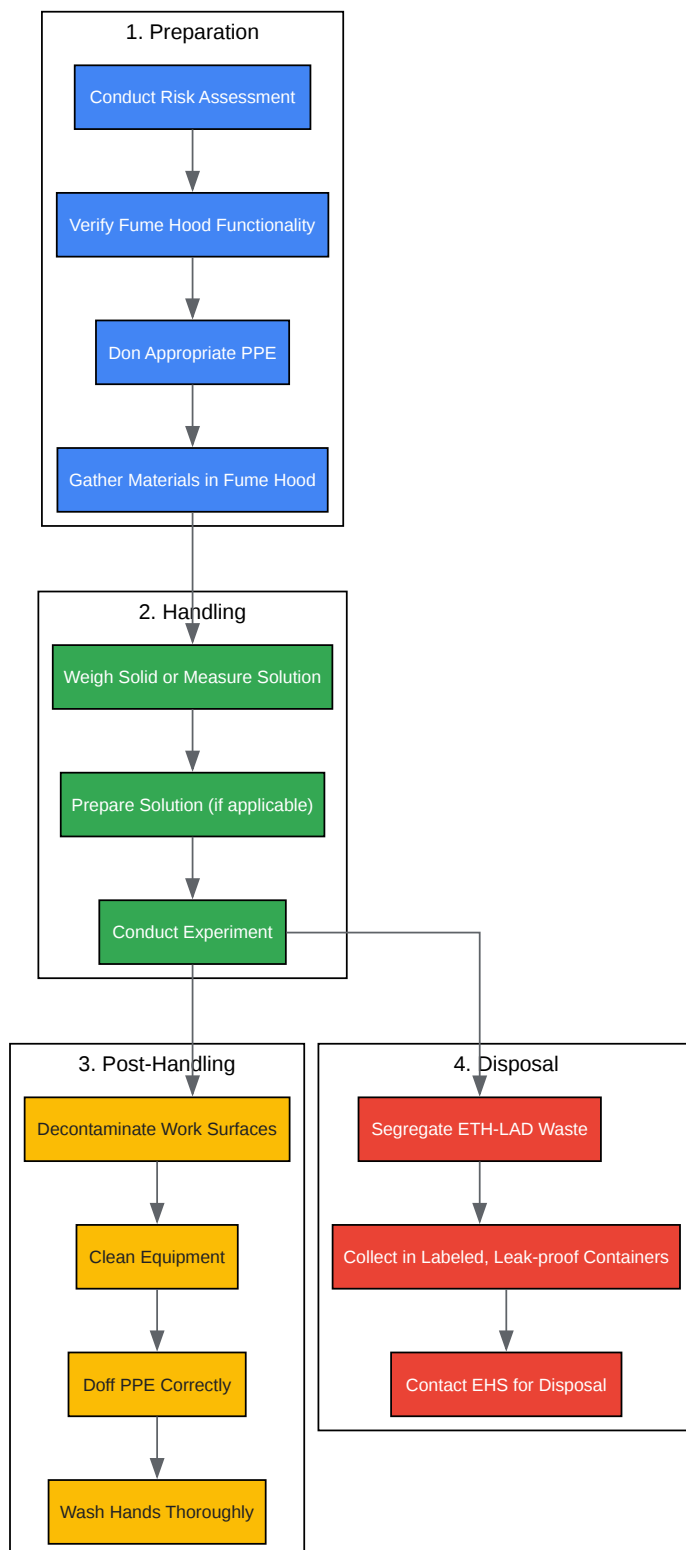 1. Preparation
Conduct Risk Assessment
Verify Fume Hood Functionality
Don Appropriate PPE
Gather Materials in Fume Hood
2. Handling
Weigh Solid or Measure Solution
Prepare Solution (if applicable)
Conduct Experiment
3. Post-Handling
Decontaminate Work Surfaces
Clean Equipment
Doff PPE Correctly
Wash Hands Thoroughly
4. Disposal
Segregate ETH-LAD Waste
Collect in Labeled, Leak-proof Containers
Contact EHS for Disposal